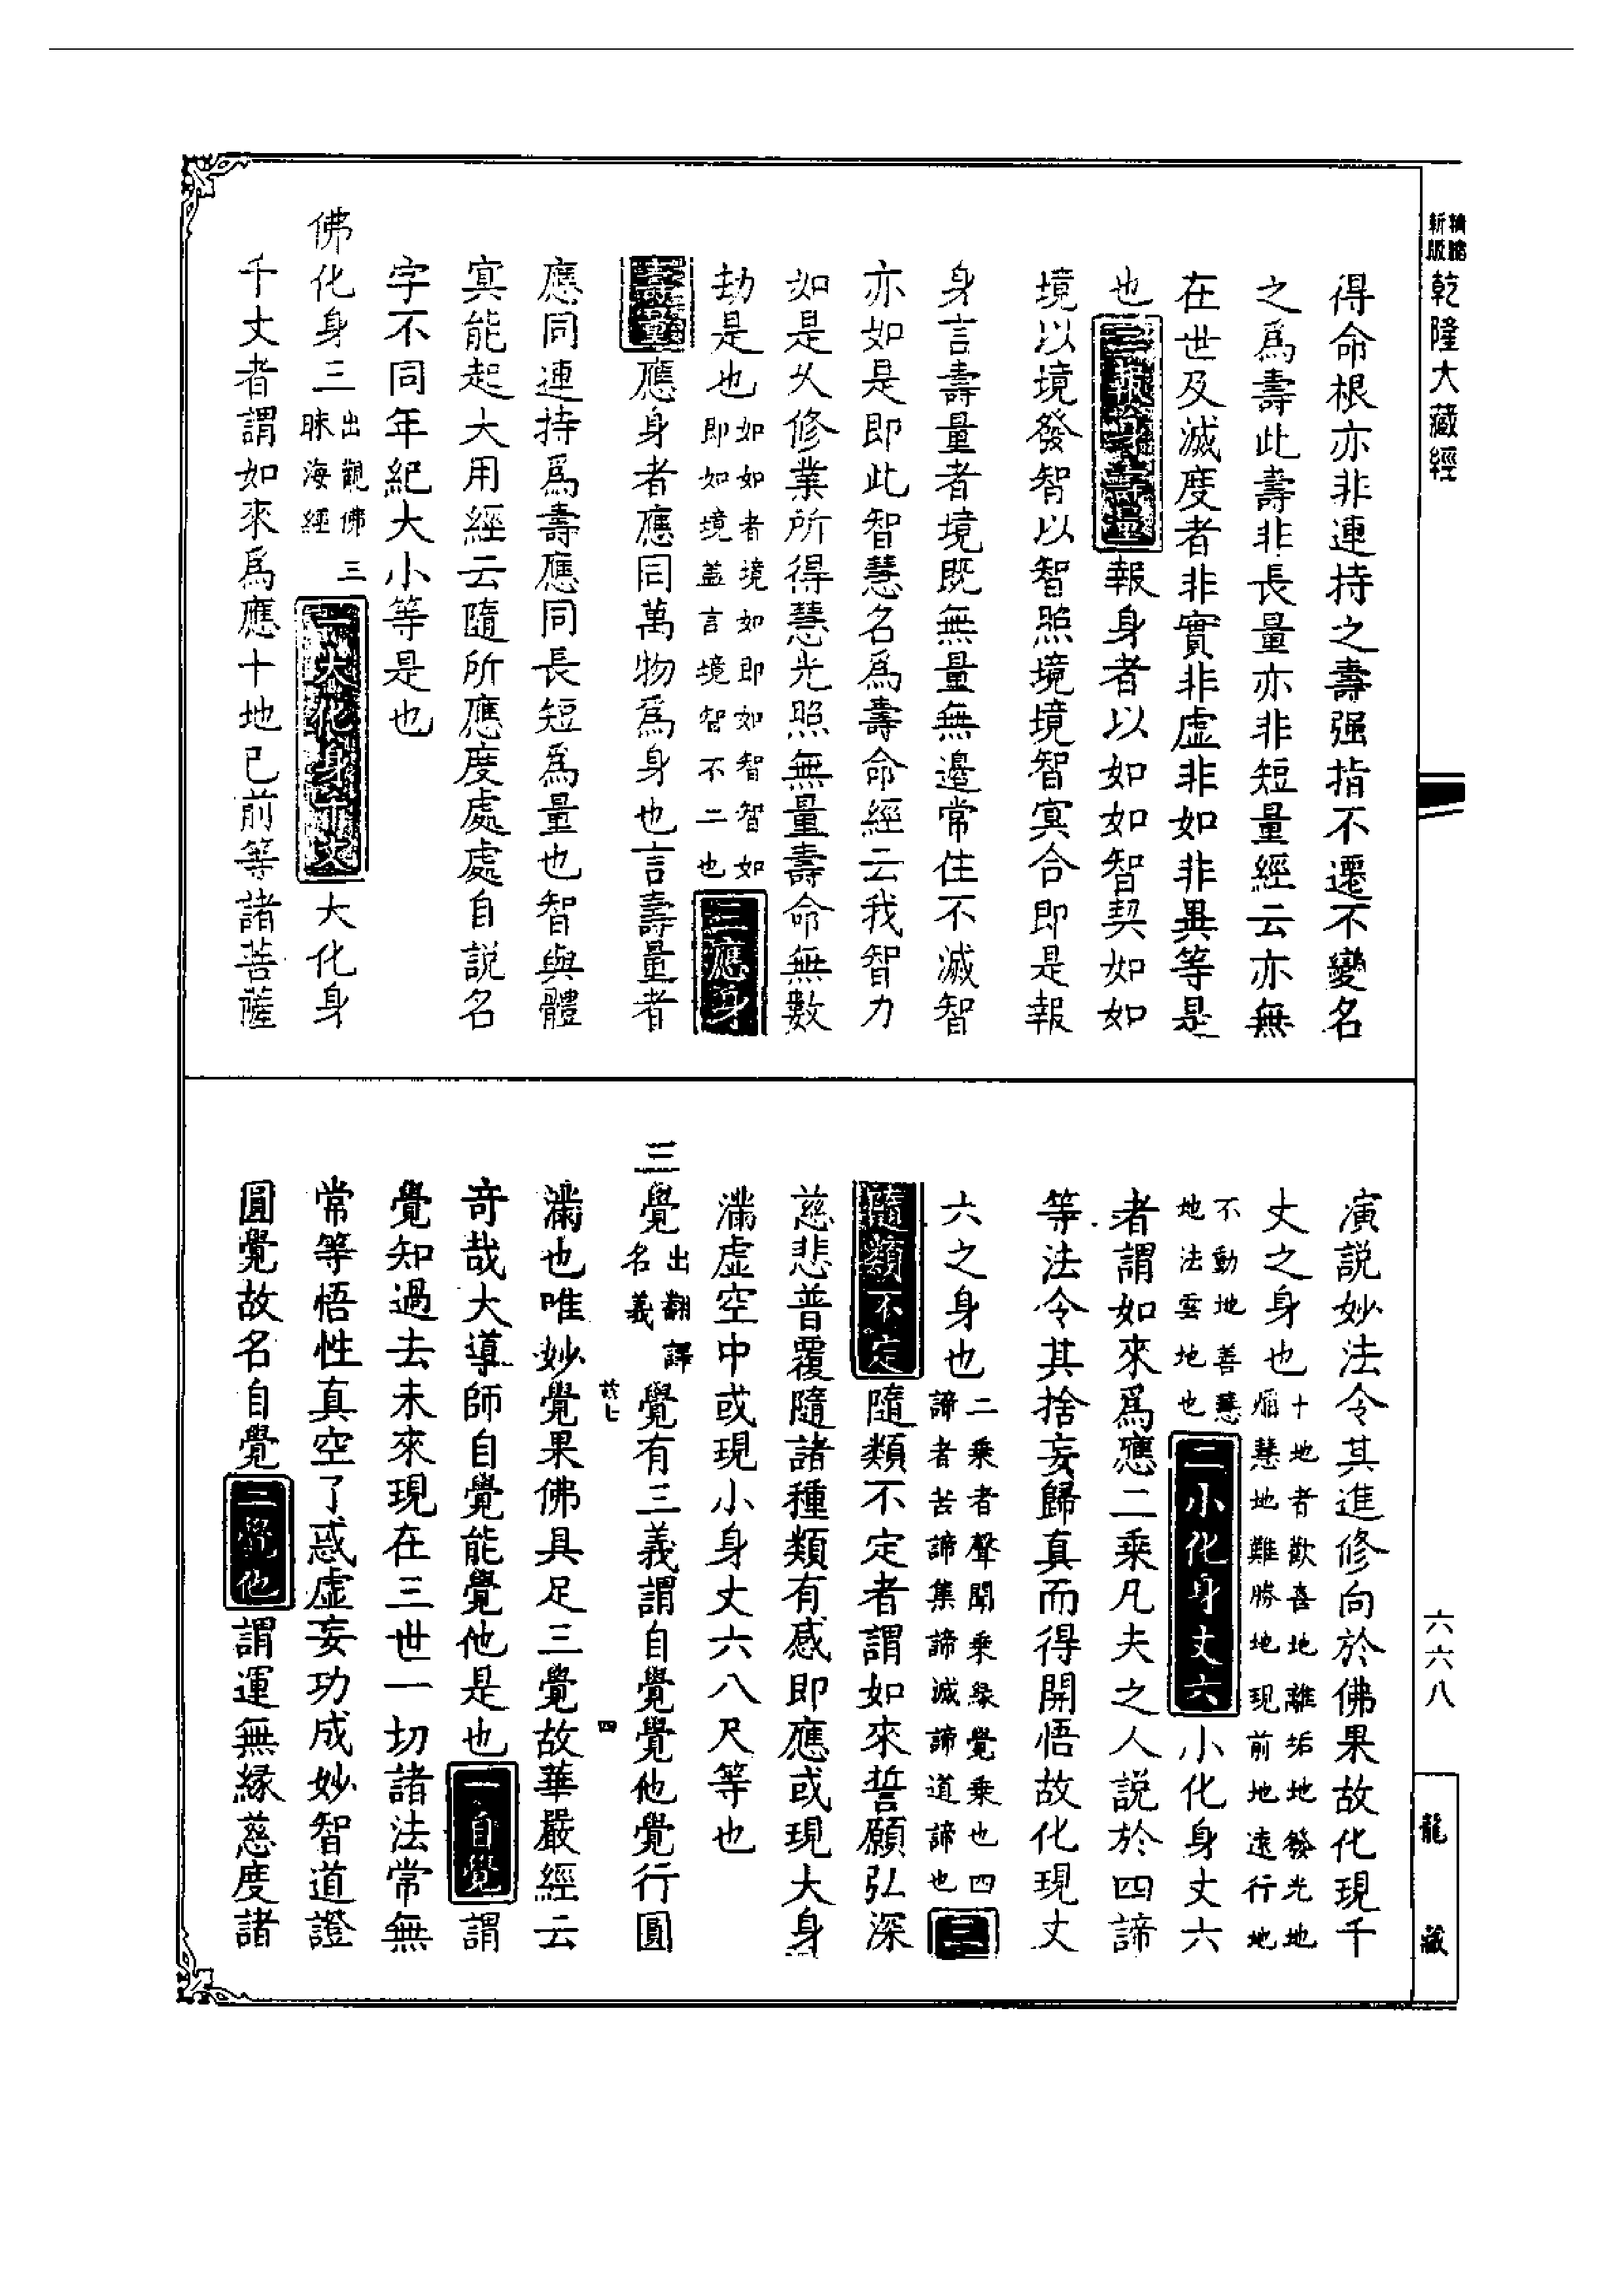 乾隆大藏經
得命根亦非連持之壽强指不遷不變名
之爲壽此壽非長量亦非短量經云亦無
在世及滅度者非實非虛非如非異等是
也二報身壽量報身者以如如智契如如
境以境發智以智照境境智冥合即是報
身言壽量者境既無量無邊常住不滅智
亦如是即此智慧名爲壽命經云我智力
如是久修業所得慧光照無量壽命無數
劫是也如如者境如如即如智智如如
即如境蓋言境智不二也三應身
壽量應身者應同萬物爲身也言壽量者
應同連持爲壽應同長短爲量也智與體
冥能起大用經云隨所應度處處自說名
字不同年紀大小等是也
佛化身三出觀佛三
昧海經一大化身千丈大化身
千丈者謂如來爲應十地已前等諸菩薩
演說妙法令其進修向於佛果故化現千
丈之身也十地者歡喜地離垢地發光地
燄慧地難勝地現前地遠行地
不動地善慧
地法雲地也二小化身丈六小化身丈六
者謂如來爲應二乘凡夫之人說於四諦
等法令其捨妄歸真而得開悟故化現丈
六之身也二乘者聲聞乘緣覺乘也四
諦者苦諦集諦滅諦道諦也三
隨類不定隨類不定者謂如來誓願弘深
慈悲普覆隨諸種類有感即應或現大身
滿虛空中或現小身丈六八尺等也
三覺出翻譯
名義覺有三義謂自覺覺他覺行圓
滿也唯妙覺果佛具足三覺故華嚴經云
奇哉大導師自覺能覺他是也一自覺謂
覺知過去未來現在三世一切諸法常無
常等悟性真空了惑虛妄功成妙智道證
圓覺故名自覺二覺他謂運無緣慈度諸
六六八
龍藏